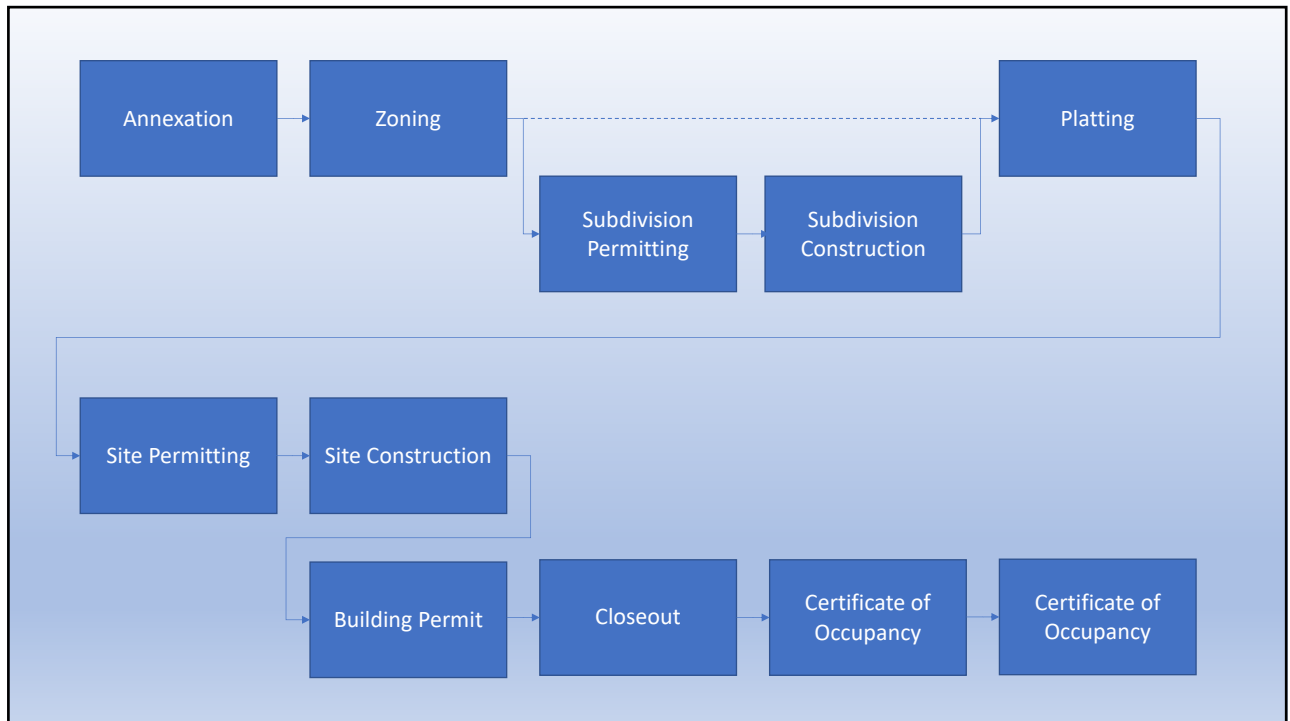 Annexation
Zoning
Platting
Subdivision
Permitting
Subdivision
Construction
Site Permitting
Site Construction
Building Permit
Closeout
Certificate of
Occupancy
Certificate of
Occupancy